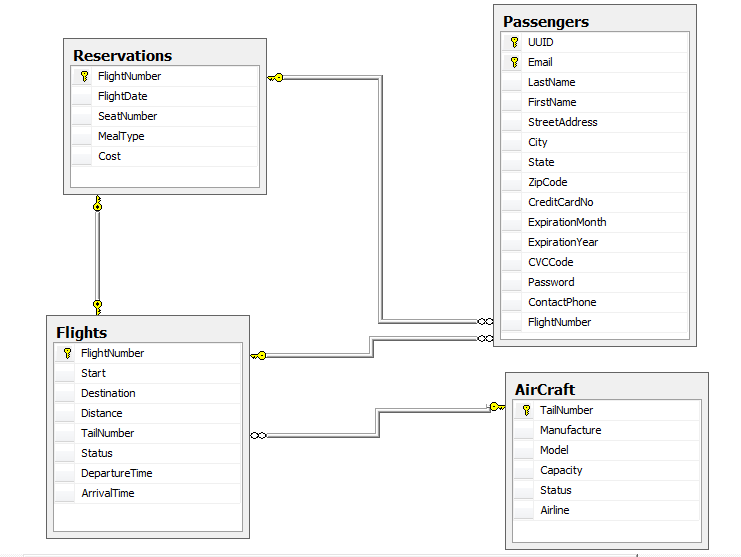 Reservations
FlightNumber
FlightDate
SeatNumber
MealType
Cost
Passengers
UUID
Email
LastName
FirstName
StreetAddress
City
State
ZipCode
CreditCardNo
ExpirationMonth
ExpirationYear
CVCCode
Password
ContactPhone
FlightNumber
Flights
FlightNumber
Start
Destination
Distance
TailNumber
Status
DepartureTime
ArrivalTime
AirCraft
TailNumber
Manufacture
Model
Capacity
Status
Airline